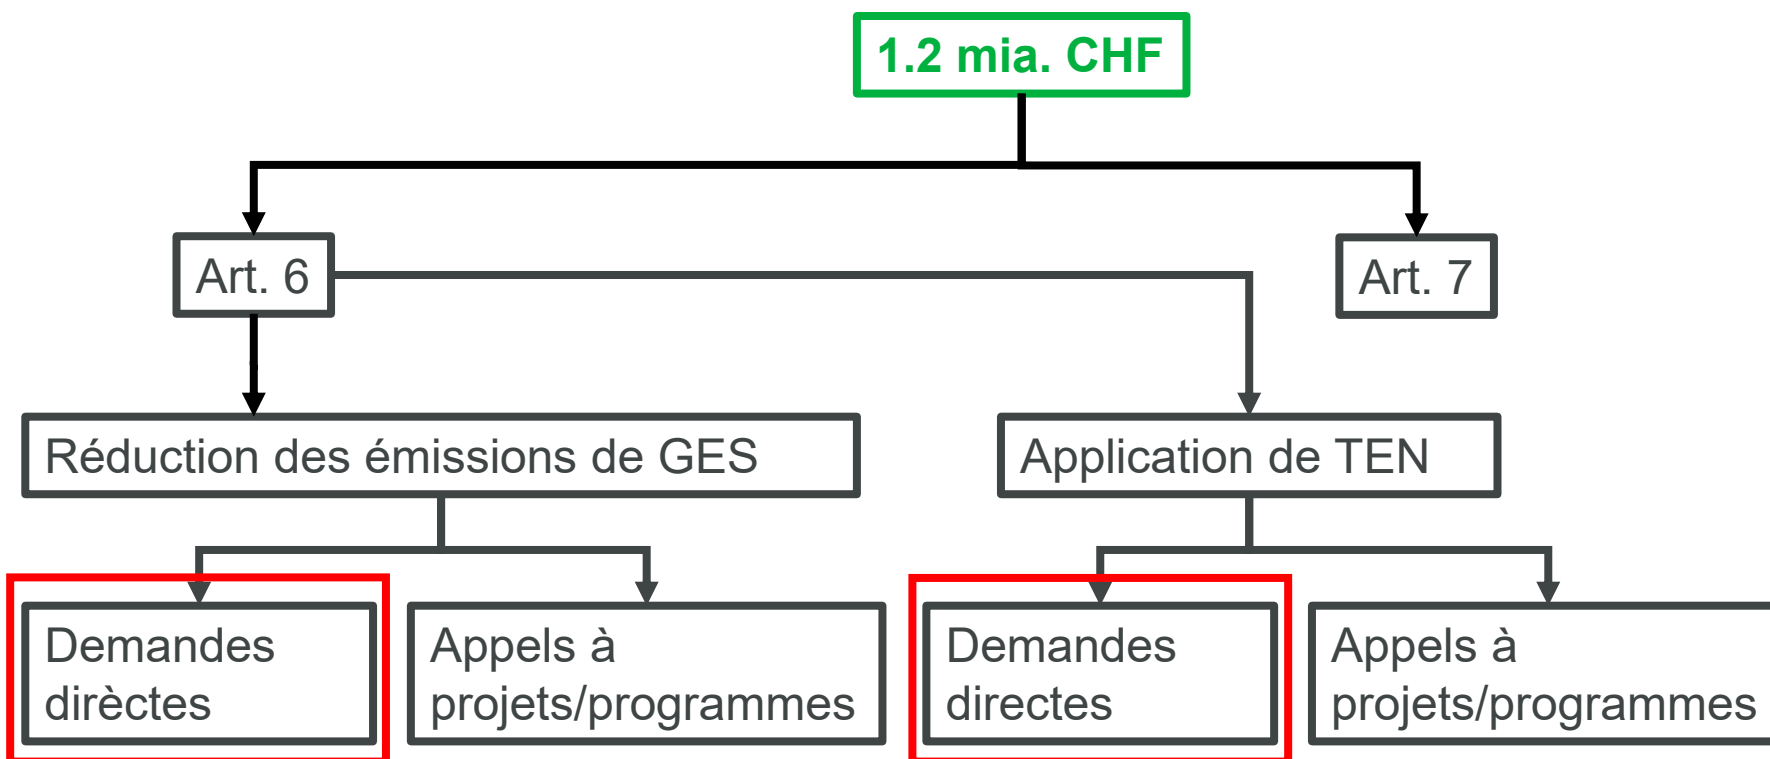 1.2 mia. CHF
Art. 6
Art. 7
Réduction des émissions de GES
Application de TEN
Demandes
dirèctes
Appels à
projets/programmes
Demandes
directes
Appels à
projets/programmes